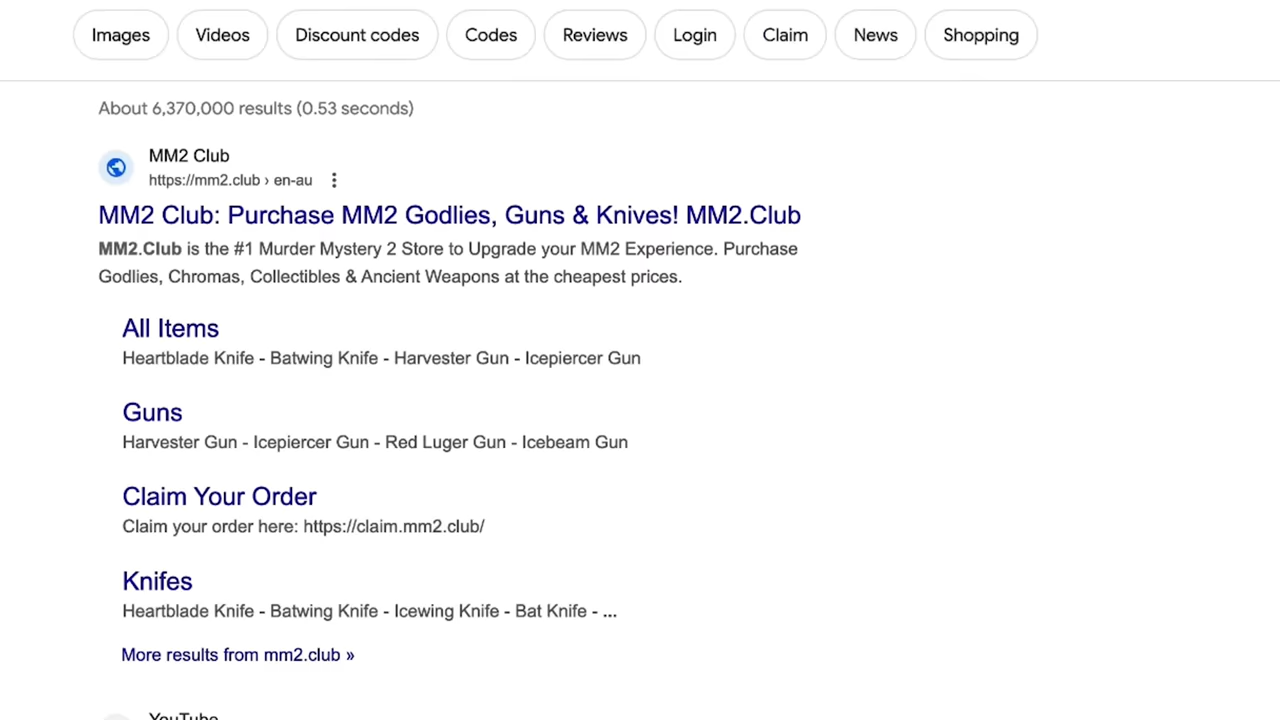 Images Videos Discount codes Codes Reviews Login Claim News Shopping
About 6,370,000 results (0.53 seconds)
MM2 Club
https://mm2.club › en-au
MM2 Club: Purchase MM2 Godlies, Guns & Knives! MM2.Club
MM2.Club is the #1 Murder Mystery 2 Store to Upgrade your MM2 Experience. Purchase
Godlies, Chromas, Collectibles & Ancient Weapons at the cheapest prices.
All Items
Heartblade Knife - Batwing Knife - Harvester Gun - Icepiercer Gun
Guns
Harvester Gun - Icepiercer Gun - Red Luger Gun - Icebeam Gun
Claim Your Order
Claim your order here: https://claim.mm2.club/
Knifes
Heartblade Knife - Batwing Knife - Icewing Knife - Bat Knife - ...
More results from mm2.club »
YouTube